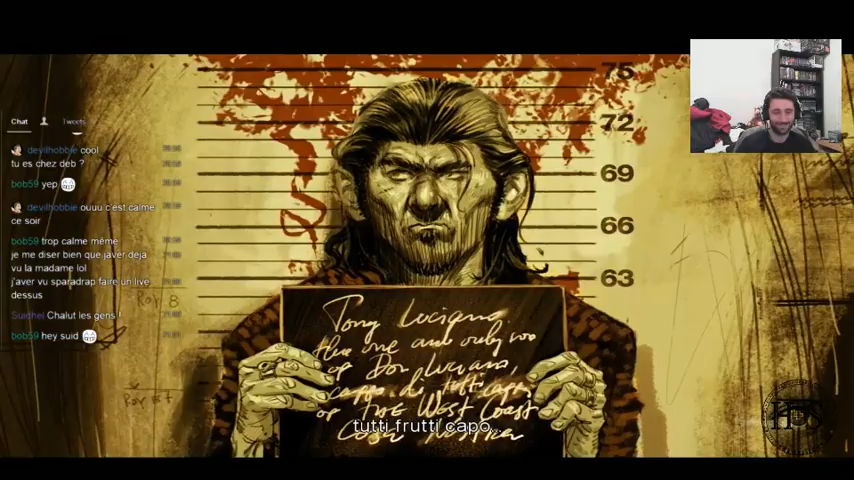 Chat
Tweets
devilhobbie cool
tu es chez deb ?
bob59 yep
devilhobbie ouuu c'est calme
ce soir
bob59 trop calme même
je me diser bien que javer deja
vu la madame lol
j'aver vu sparadrap faire un live
dessus
Suidhel Chalut les gens !
bob59 hey suid
75
72
69
66
63
Tony Luciano.
the one and only
of Don Luciano,
capo di tutti capi
of THE WEST COAST
tutti frutti capo...